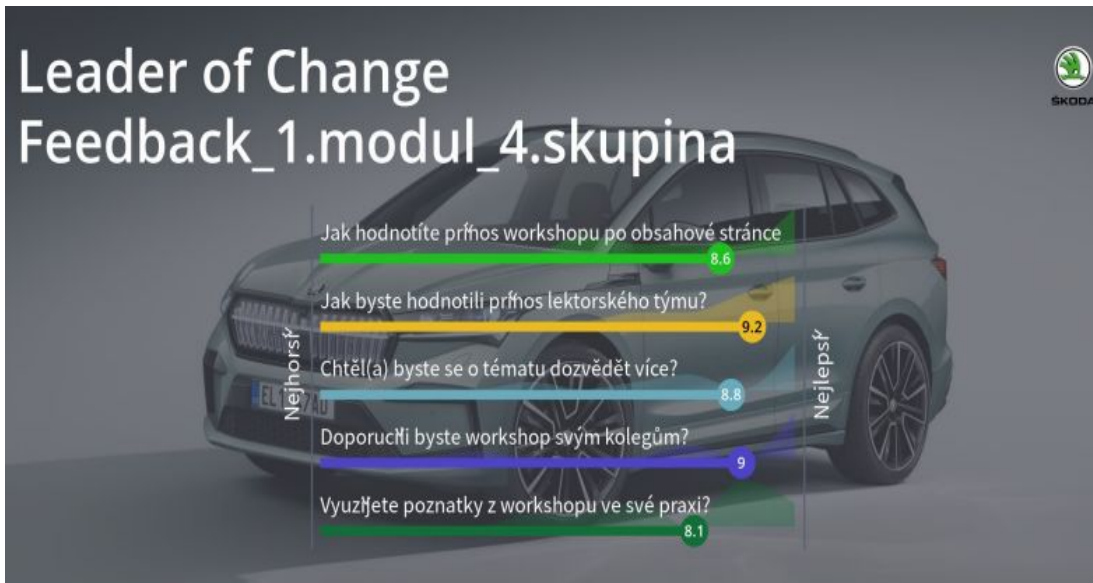 Leader of Change
Feedback_1.modul_4.skupina
ŠKODA
Jak hodnotíte přínos workshopu po obsahové stránce
8.6
Jak byste hodnotili přínos lektorského týmu?
9.2
Chtěl(a) byste se o tématu dozvědět více?
8.8
Doporučili byste workshop svým kolegům?
9
Využijete poznatky z workshopu ve své praxi?
8.1
Nejhorší
Nejlepší